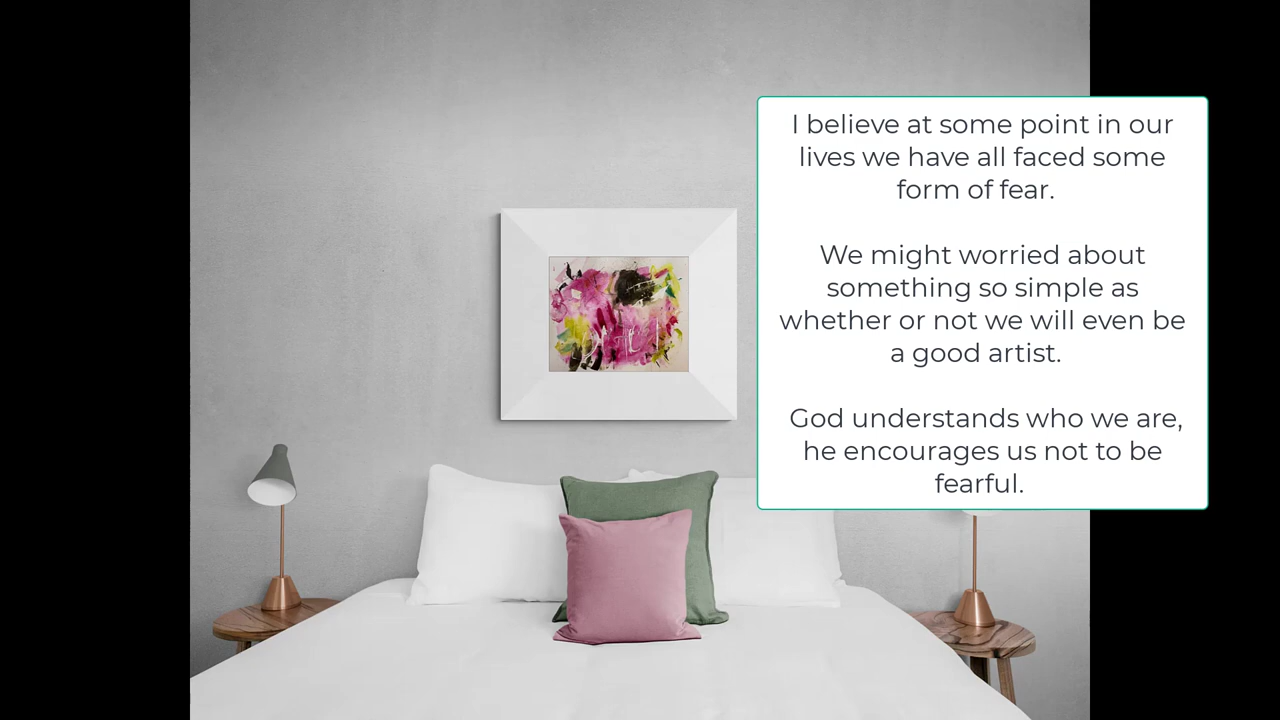 I believe at some point in our
lives we have all faced some
form of fear.
We might worried about
something so simple as
whether or not we will even be
a good artist.
God understands who we are,
he encourages us not to be
fearful.